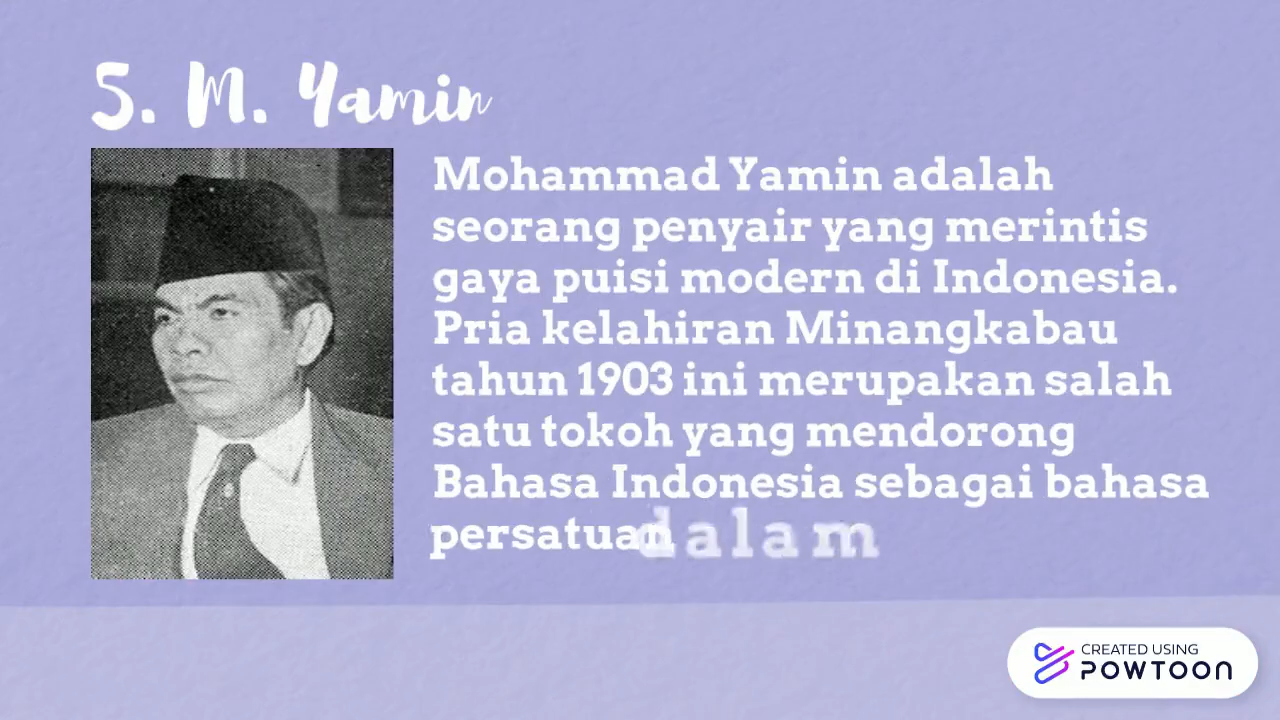 5. M. Yamin
Mohammad Yamin adalah
seorang penyair yang merintis
gaya puisi modern di Indonesia.
Pria kelahiran Minangkabau
tahun 1903 ini merupakan salah
satu tokoh yang mendorong
Bahasa Indonesia sebagai bahasa
persatuan dalam
CREATED USING
POWTOON